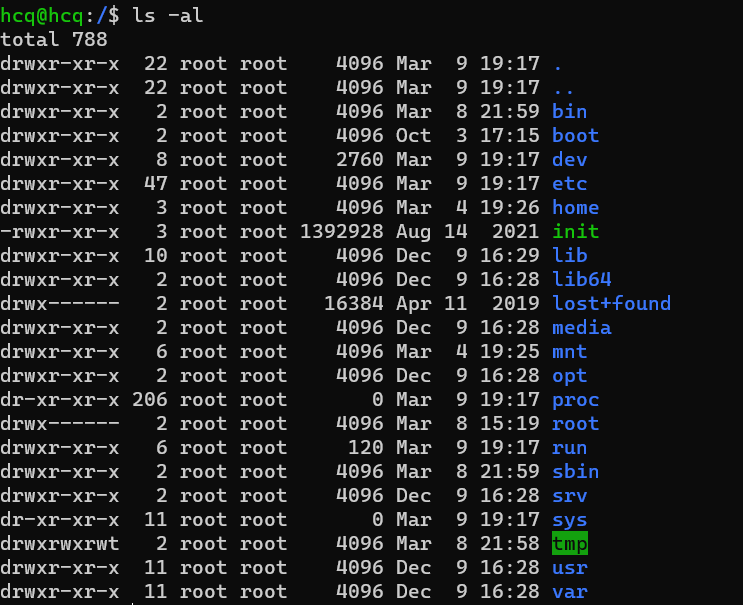 hcq@hcq:/$ ls -al
total 788
drwxr-xr-x  22 root root    4096 Mar  9 19:17 .
drwxr-xr-x  22 root root    4096 Mar  9 19:17 ..
drwxr-xr-x   2 root root    4096 Mar  8 21:59 bin
drwxr-xr-x   2 root root    4096 Oct  3 17:15 boot
drwxr-xr-x   8 root root    2760 Mar  9 19:17 dev
drwxr-xr-x  47 root root    4096 Mar  9 19:17 etc
drwxr-xr-x   3 root root    4096 Mar  4 19:26 home
-rwxr-xr-x   3 root root 1392928 Aug 14  2021 init
drwxr-xr-x  10 root root    4096 Dec  9 16:29 lib
drwxr-xr-x   2 root root    4096 Dec  9 16:28 lib64
drwx------   2 root root   16384 Apr 11  2019 lost+found
drwxr-xr-x   2 root root    4096 Dec  9 16:28 media
drwxr-xr-x   6 root root    4096 Mar  4 19:25 mnt
drwxr-xr-x   2 root root    4096 Dec  9 16:28 opt
dr-xr-xr-x 206 root root       0 Mar  9 19:17 proc
drwx------   2 root root    4096 Mar  8 15:19 root
drwxr-xr-x   6 root root     120 Mar  9 19:17 run
drwxr-xr-x   2 root root    4096 Mar  8 21:59 sbin
drwxr-xr-x   2 root root    4096 Dec  9 16:28 srv
dr-xr-xr-x  11 root root       0 Mar  9 19:17 sys
drwxrwxrwt   2 root root    4096 Mar  8 21:58 tmp
drwxr-xr-x  11 root root    4096 Dec  9 16:28 usr
drwxr-xr-x  11 root root    4096 Dec  9 16:28 var